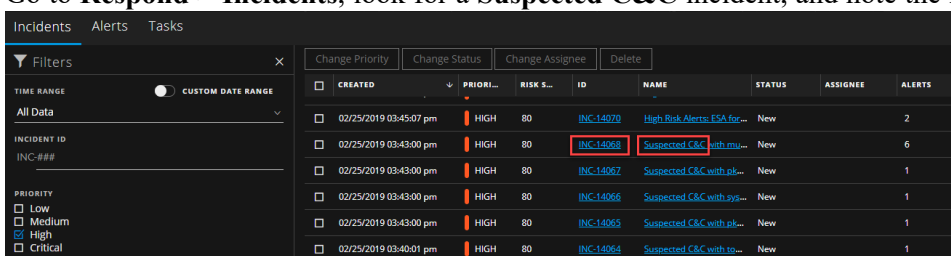 Go to Respond Incidents, look for a Suspected C&C incident, and note the
Incidents Alerts Tasks
Filters ×
Change Priority Change Status Change Assignee Delete
TIME RANGE CUSTOM DATE RANGE
CREATED PRIORI... RISK S... ID NAME STATUS ASSIGNEE ALERTS
All Data
02/25/2019 03:45:07 pm HIGH 80 INC-14070 High Risk Alerts: ESA for... New 2
INCIDENT ID
INC-###
02/25/2019 03:43:00 pm HIGH 80 INC-14068 Suspected C&C with mu... New 6
02/25/2019 03:43:00 pm HIGH 80 INC-14067 Suspected C&C with pk... New 1
PRIORITY
Low
02/25/2019 03:43:00 pm HIGH 80 INC-14066 Suspected C&C with sys... New 1
Medium
02/25/2019 03:43:00 pm HIGH 80 INC-14065 Suspected C&C with pk... New 1
High
Critical
02/25/2019 03:40:01 pm HIGH 80 INC-14064 Suspected C&C with to... New 1